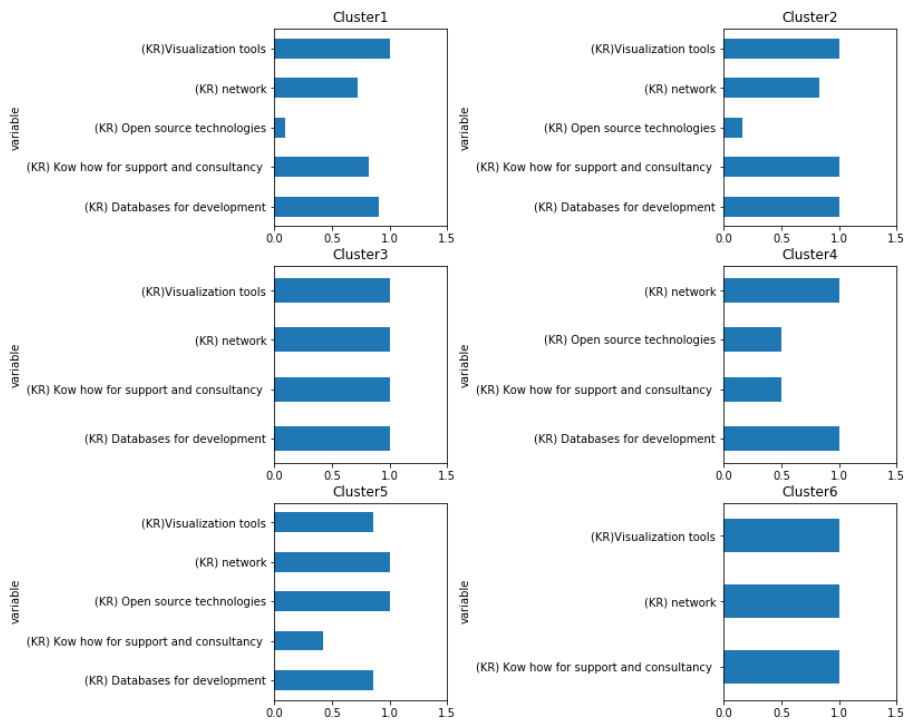 Cluster1
variable
(KR)Visualization tools
(KR) network
(KR) Open source technologies
(KR) Kow how for support and consultancy
(KR) Databases for development
0.0 0.5 1.0 1.5
Cluster2
variable
(KR)Visualization tools
(KR) network
(KR) Open source technologies
(KR) Kow how for support and consultancy
(KR) Databases for development
0.0 0.5 1.0 1.5
Cluster3
variable
(KR)Visualization tools
(KR) network
(KR) Kow how for support and consultancy
(KR) Databases for development
0.0 0.5 1.0 1.5
Cluster4
variable
(KR) network
(KR) Open source technologies
(KR) Kow how for support and consultancy
(KR) Databases for development
0.0 0.5 1.0 1.5
Cluster5
variable
(KR)Visualization tools
(KR) network
(KR) Open source technologies
(KR) Kow how for support and consultancy
(KR) Databases for development
0.0 0.5 1.0 1.5
Cluster6
variable
(KR)Visualization tools
(KR) network
(KR) Kow how for support and consultancy
0.0 0.5 1.0 1.5